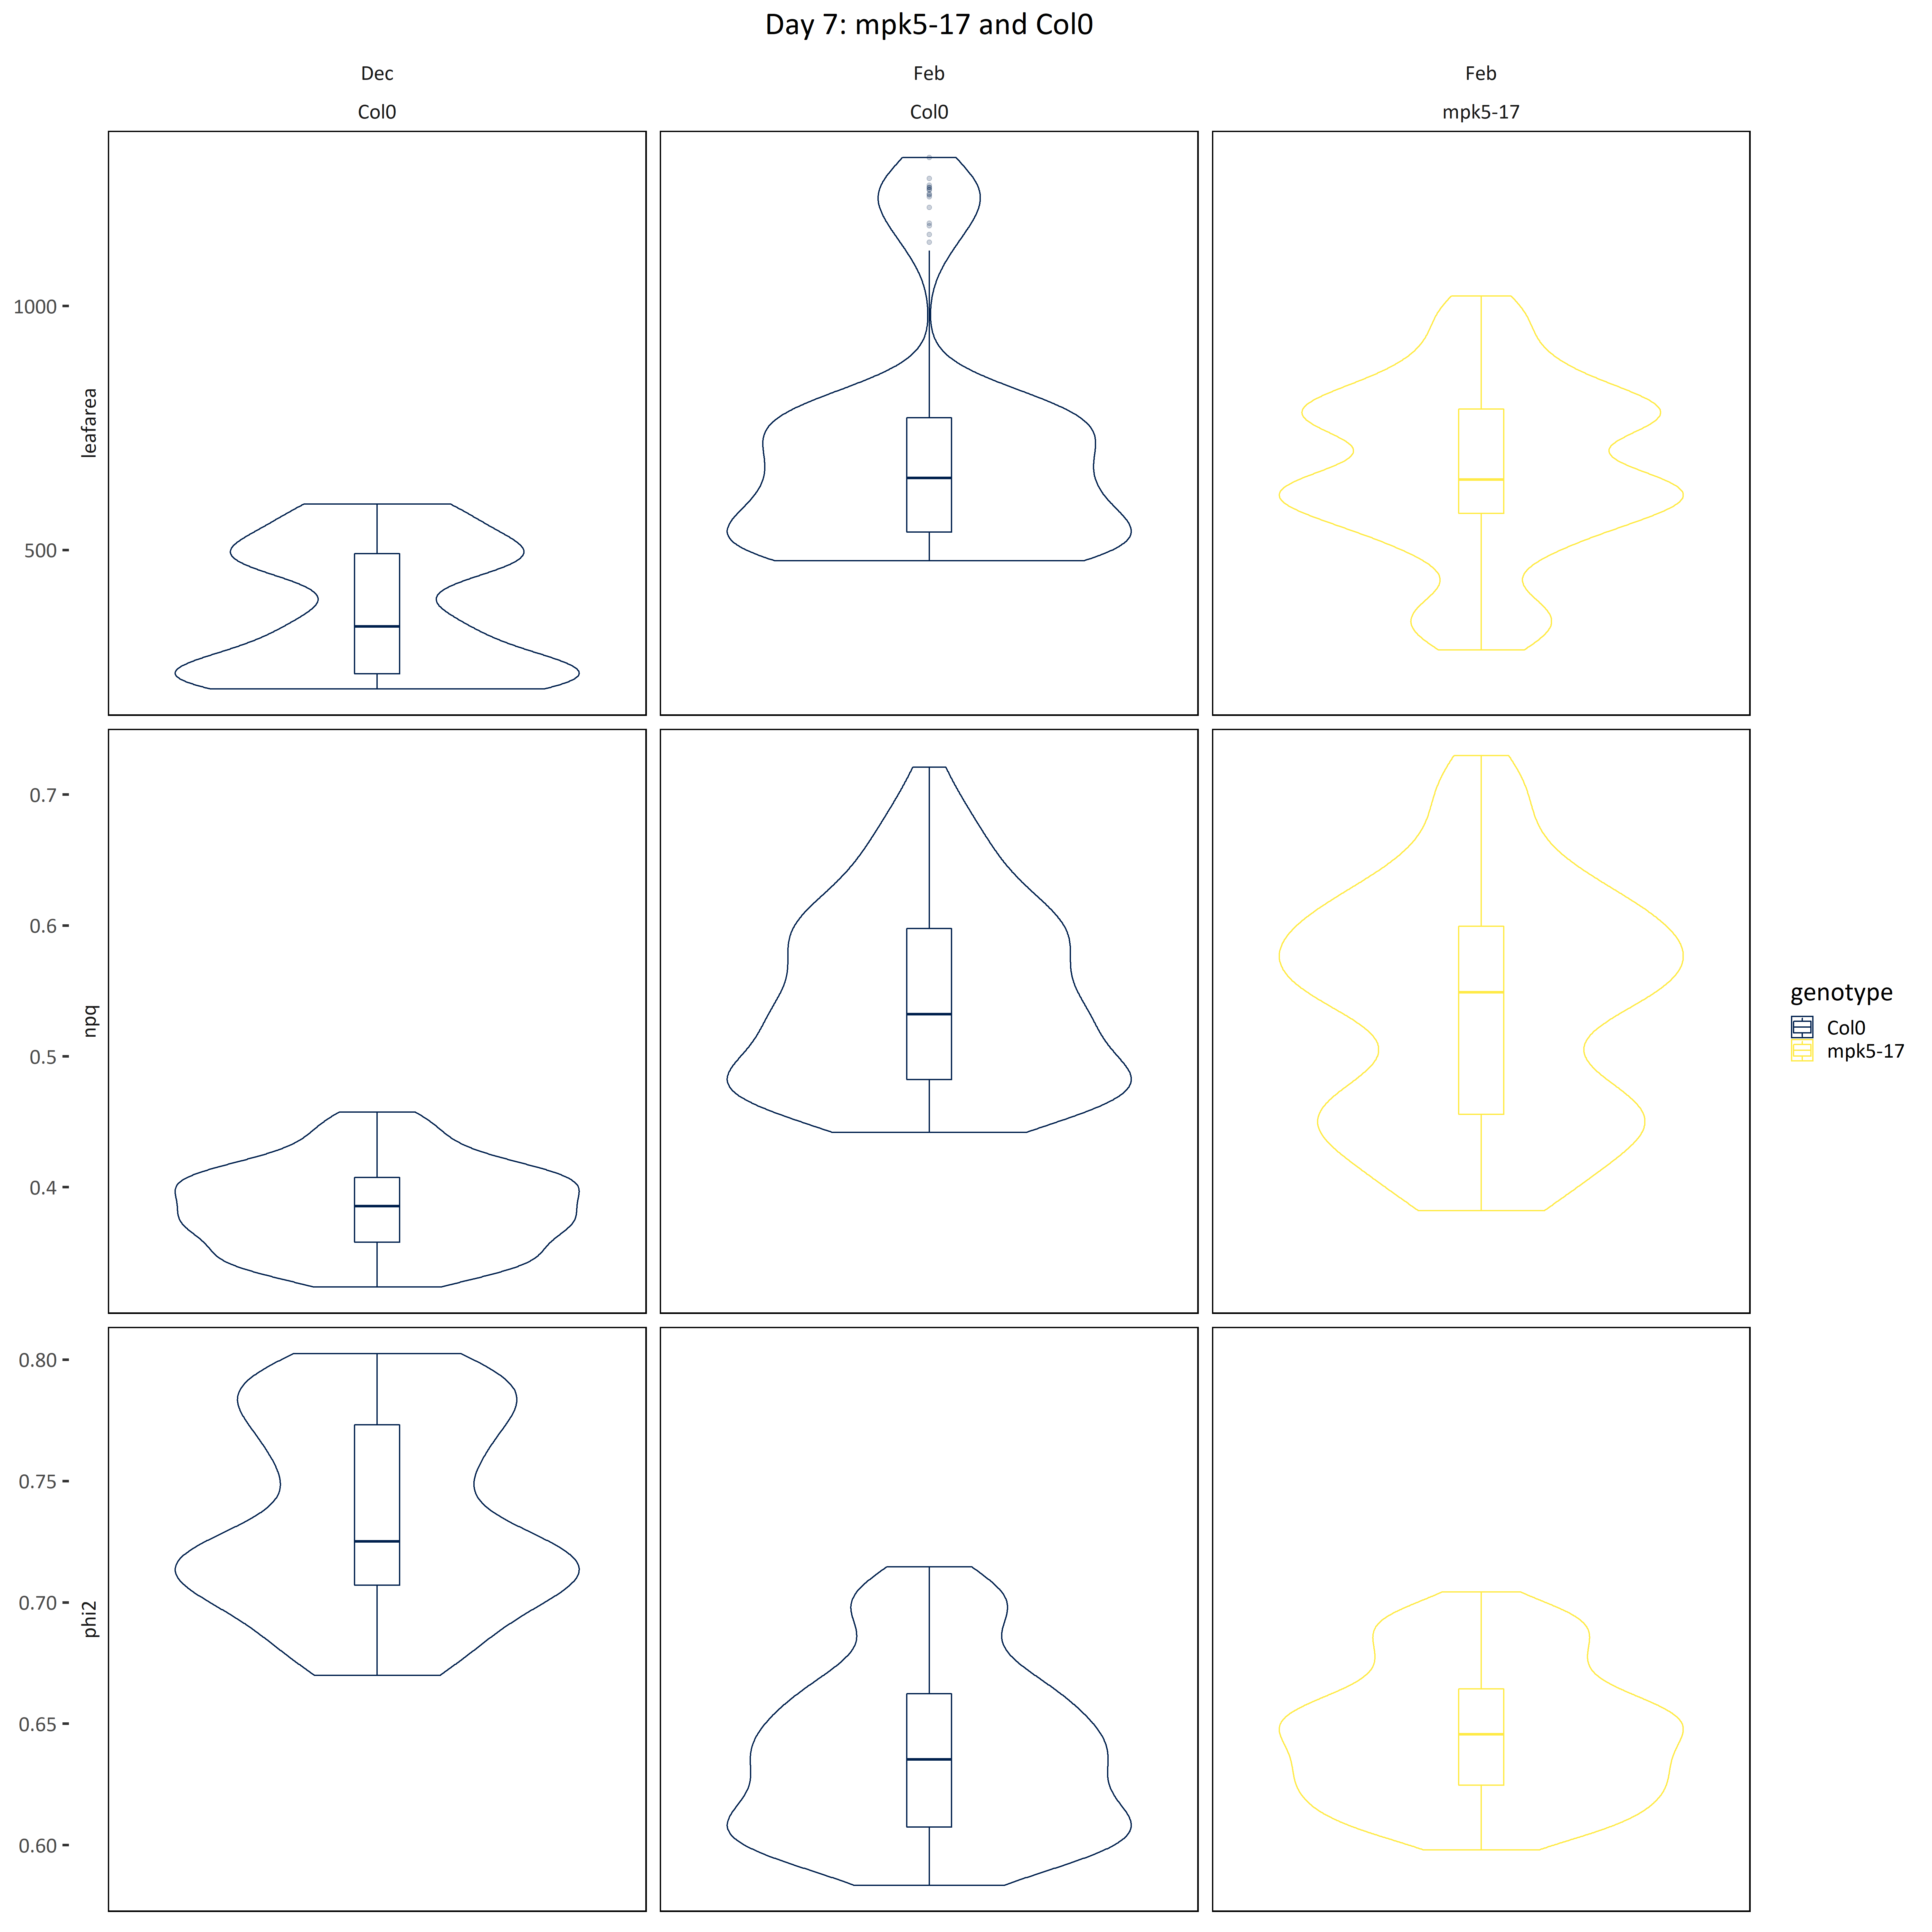 Day 7: mpk5-17 and Col0
Dec
Feb
Feb
Col0
Col0
mpk5-17
leafarea
1000
500
npq
0.7
0.6
0.5
0.4
phi2
0.80
0.75
0.70
0.65
0.60
genotype
Col0
mpk5-17